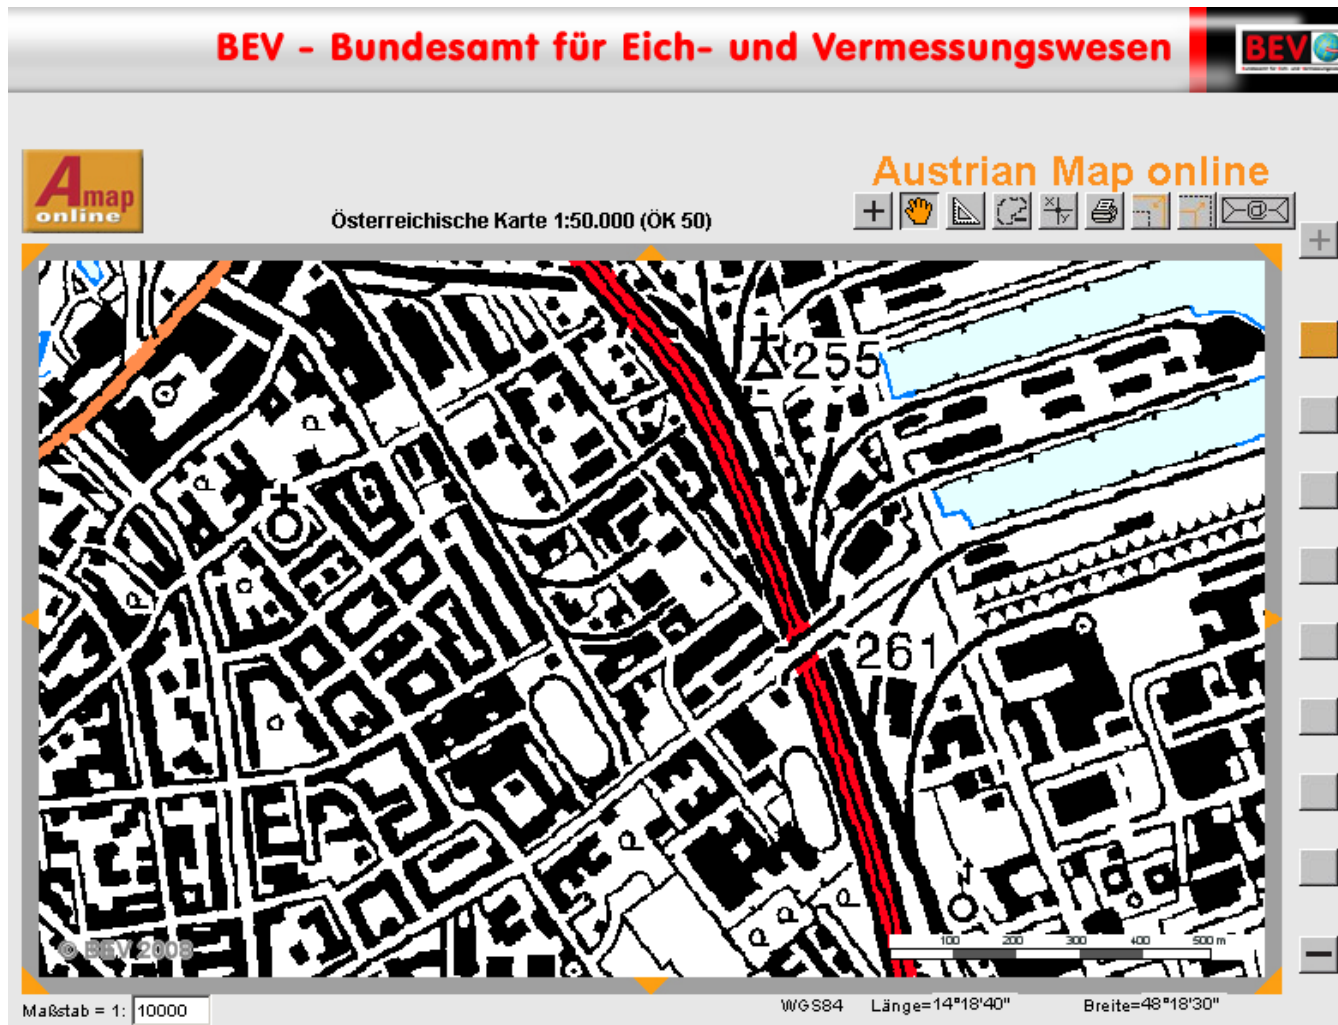 BEV - Bundesamt für Eich- und Vermessungswesen
BEV
Amap
online
Austrian Map online
Österreichische Karte 1:50.000 (ÖK 50)
255
261
100 200 300 400 500 m
© BEV 2008
Maßstab = 1: 10000
WGS84 Länge=14°18'40" Breite=48°18'30"